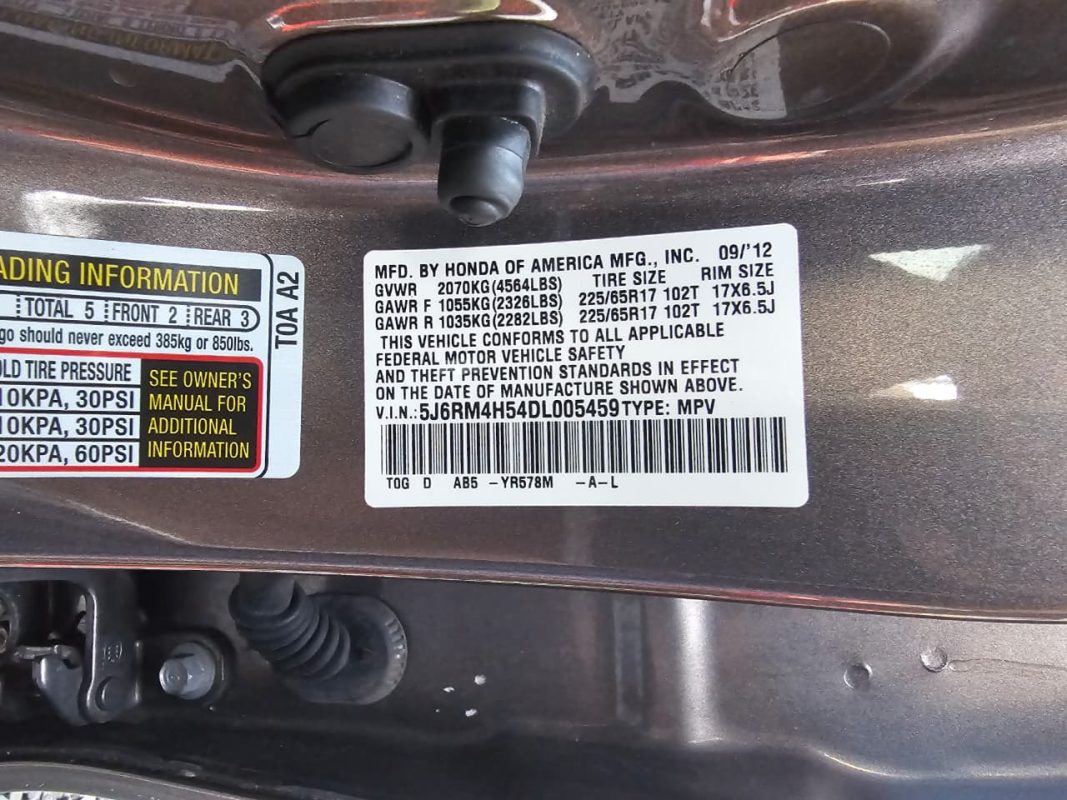 ADING INFORMATION
TOTAL 5 FRONT 2 REAR 3
go should never exceed 385kg or 850lbs.
OLD TIRE PRESSURE
10KPA, 30PSI
10KPA, 30PSI
20KPA, 60PSI
SEE OWNER'S
MANUAL FOR
ADDITIONAL
INFORMATION
T0A A2
MFD. BY HONDA OF AMERICA MFG., INC. 09/'12
GVWR 2070KG(4564LBS) TIRE SIZE RIM SIZE
GAWR F 1055KG(2326LBS) 225/65R17 102T 17X6.5J
GAWR R 1035KG(2282LBS) 225/65R17 102T 17X6.5J
THIS VEHICLE CONFORMS TO ALL APPLICABLE
FEDERAL MOTOR VEHICLE SAFETY
AND THEFT PREVENTION STANDARDS IN EFFECT
ON THE DATE OF MANUFACTURE SHOWN ABOVE.
V.I.N.:5J6RM4H54DL005459 TYPE: MPV
T0G D AB5 -YR578M -A-L